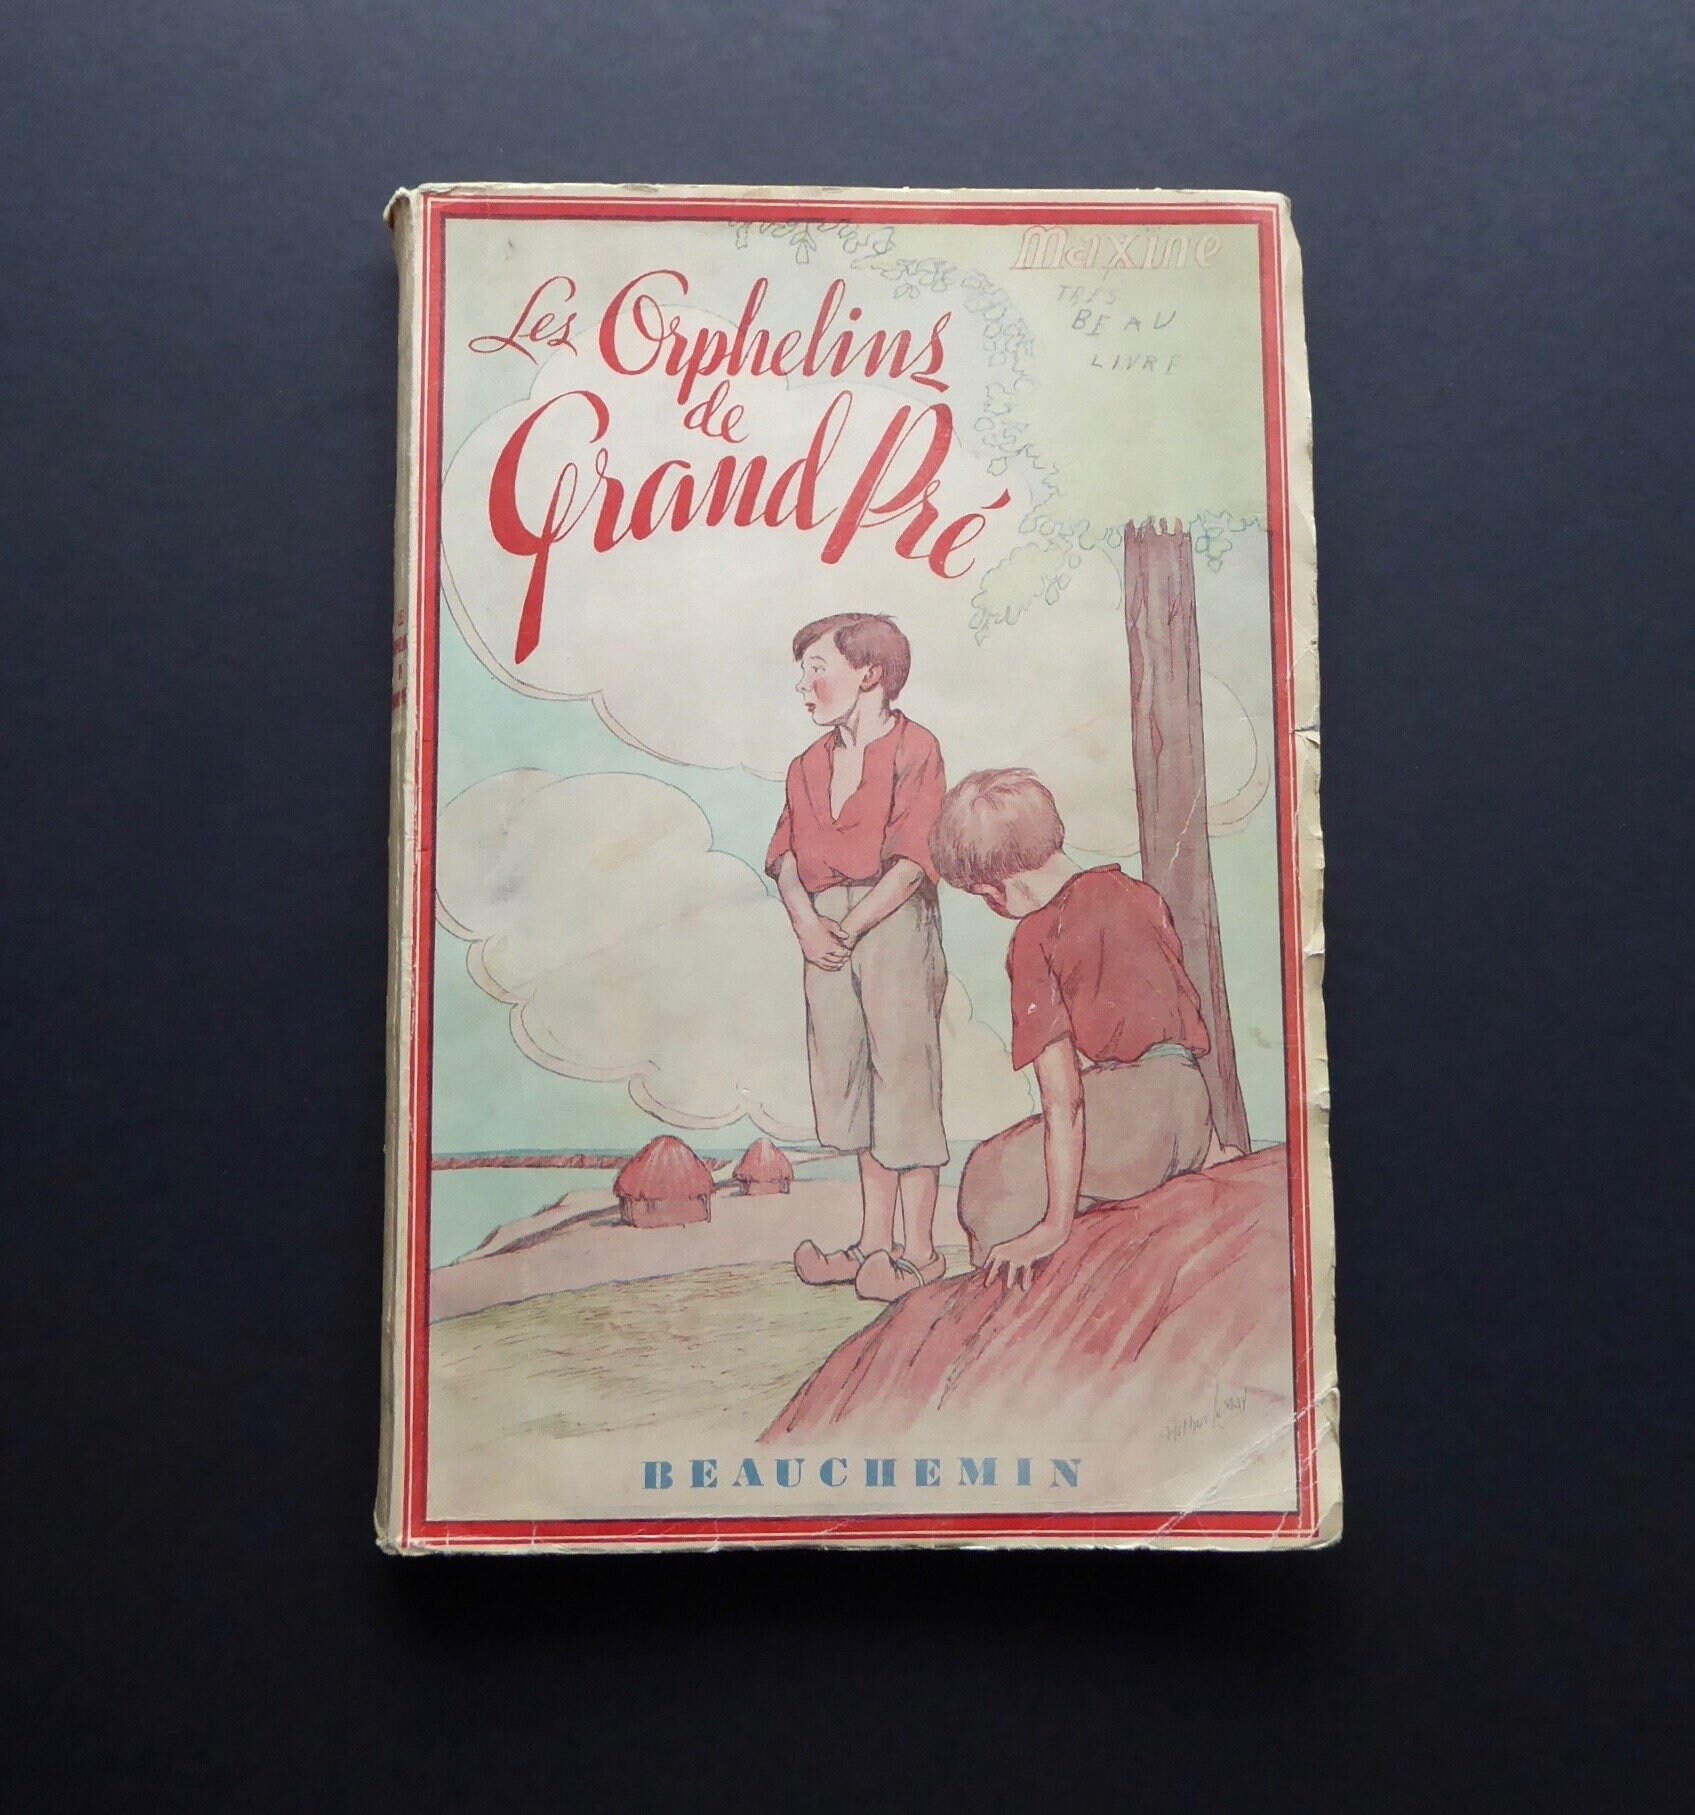 Maxine
TRES
BEAU
LIVRE
Les Orphelins
de
Grand Pré
BEAUCHEMIN